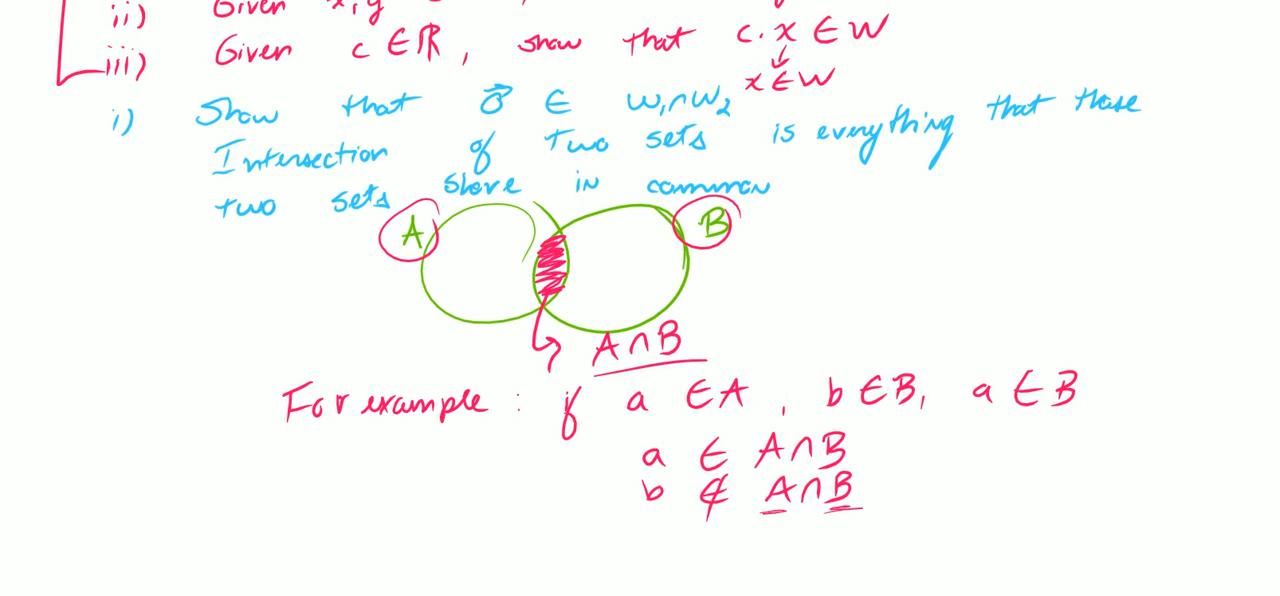 ii) Given x, y
iii) Given c ∈ ℝ, show that c·x ∈ W
x ∈ W
i) Show that 0⃗ ∈ W₁∩W₂
Intersection of two sets is everything that these
two sets share in common
A B
A∩B
For example : if a ∈ A, b ∈ B, a ∈ B
a ∈ A∩B
b ∉ A∩B